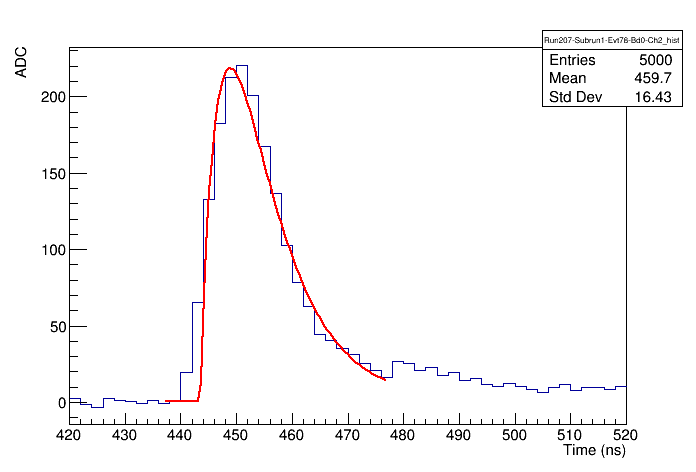 Run207-Subrun1-Evt76-Bd0-Ch2_hist
Entries 5000
Mean 459.7
Std Dev 16.43
ADC
200
150
100
50
0
420 430 440 450 460 470 480 490 500 510 520
Time (ns)